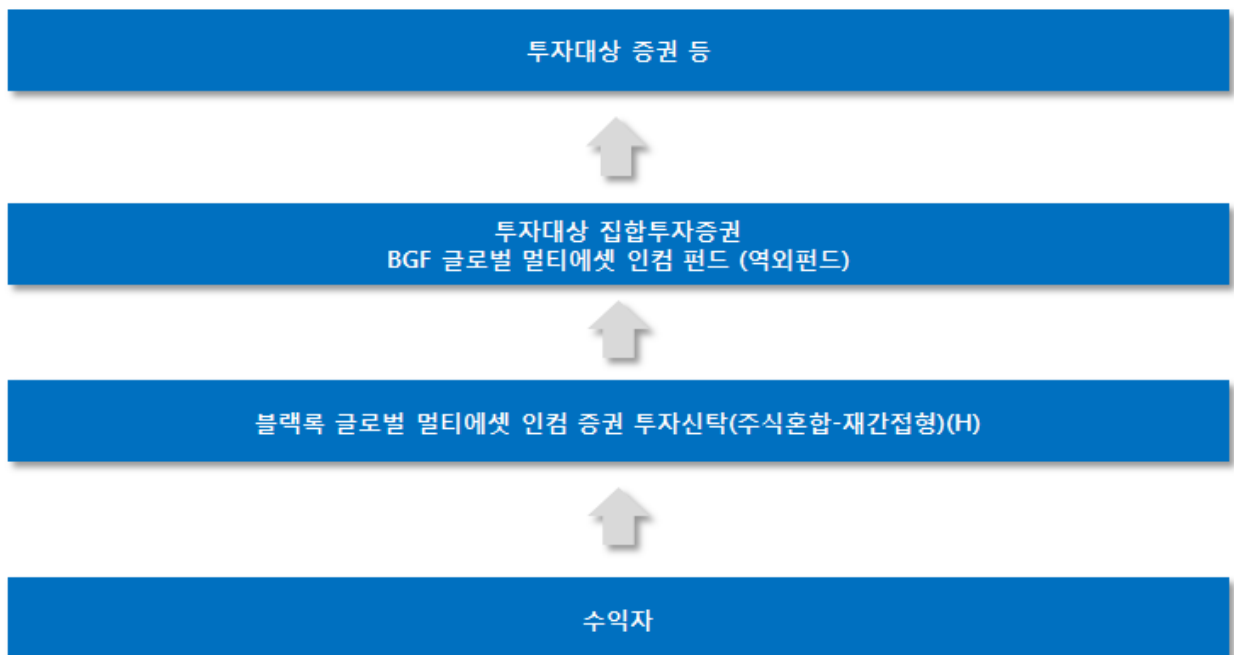 투자대상 증권 등
투자대상 집합투자증권
BGF 글로벌 멀티에셋 인컴 펀드 (역외펀드)
블랙록 글로벌 멀티에셋 인컴 증권 투자신탁(주식혼합-재간접형)(H)
수익자